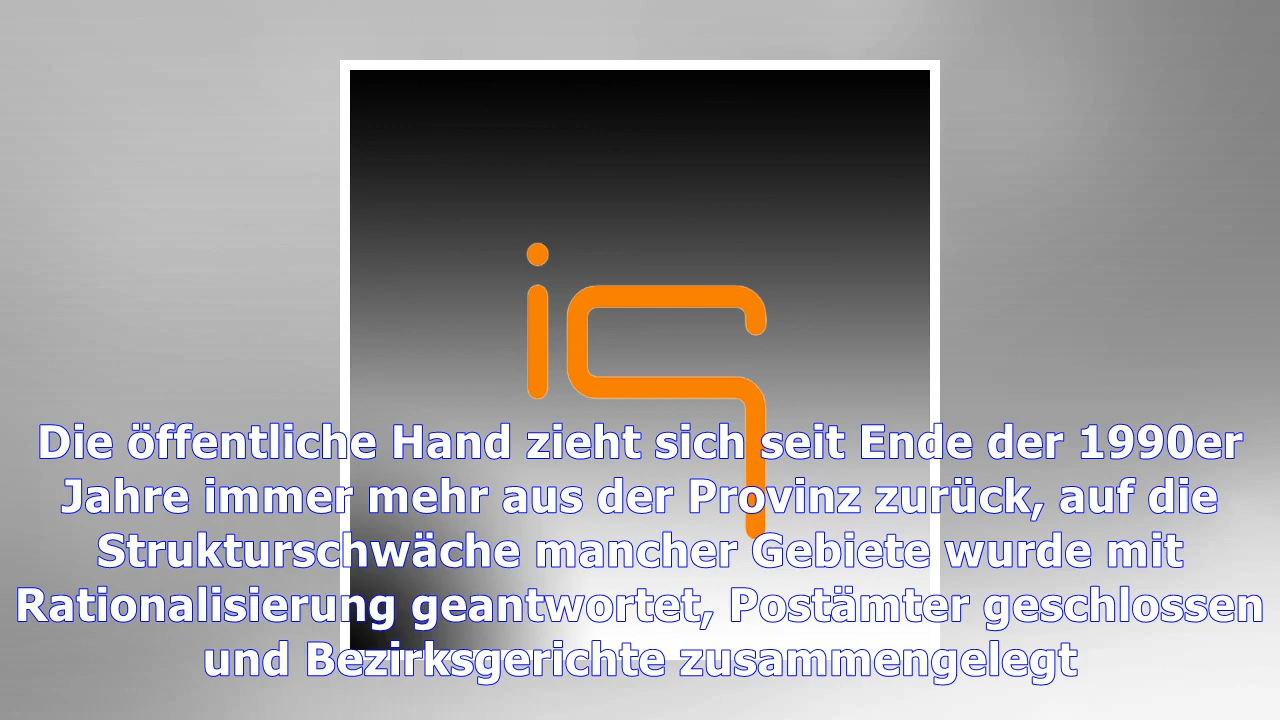 iq
Die öffentliche Hand zieht sich seit Ende der 1990er
Jahre immer mehr aus der Provinz zurück, auf die
Strukturschwäche mancher Gebiete wurde mit
Rationalisierung geantwortet, Postämter geschlossen
und Bezirksgerichte zusammengelegt